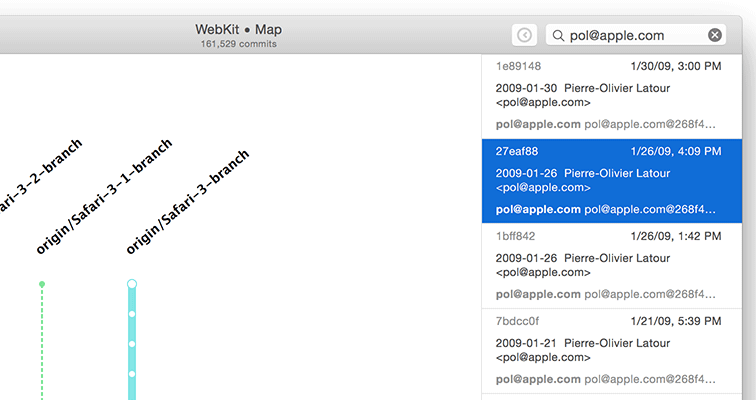 WebKit • Map
161,529 commits
pol@apple.com
ari-3-2-branch
origin/Safari-3-1-branch
origin/Safari-3-branch
1e89148 1/30/09, 3:00 PM
2009-01-30 Pierre-Olivier Latour
<pol@apple.com>
pol@apple.com pol@apple.com@268f4...
27eaf88 1/26/09, 4:09 PM
2009-01-26 Pierre-Olivier Latour
<pol@apple.com>
pol@apple.com pol@apple.com@268f4...
1bff842 1/26/09, 1:42 PM
2009-01-26 Pierre-Olivier Latour
<pol@apple.com>
pol@apple.com pol@apple.com@268f4...
7bdcc0f 1/21/09, 5:39 PM
2009-01-21 Pierre-Olivier Latour
<pol@apple.com>
pol@apple.com pol@apple.com@268f4...